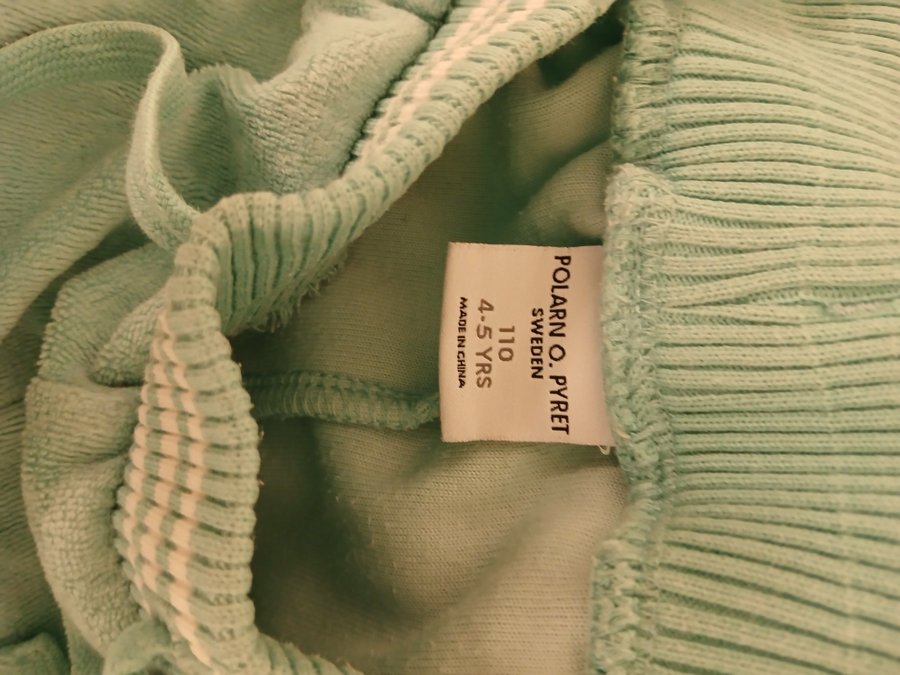 POLARN O. PYRET
SWEDEN
110
4-5 YRS
MADE IN CHINA